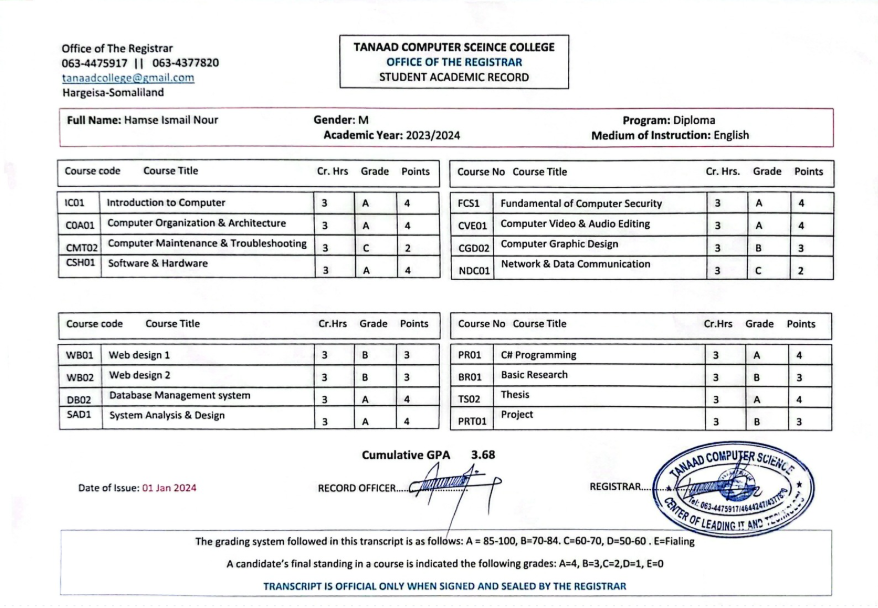 Office of The Registrar
063-4475917 || 063-4377820
tanaadcollege@gmail.com
Hargeisa-Somaliland
TANAAD COMPUTER SCEINCE COLLEGE
OFFICE OF THE REGISTRAR
STUDENT ACADEMIC RECORD
Full Name: Hamse Ismail Nour Gender: M Program: Diploma
Academic Year: 2023/2024 Medium of Instruction: English
Course code Course Title Cr. Hrs Grade Points
IC01 Introduction to Computer 3 A 4
COA01 Computer Organization & Architecture 3 A 4
CMT02 Computer Maintenance & Troubleshooting 3 C 2
CSH01 Software & Hardware 3 A 4
Course No Course Title Cr. Hrs. Grade Points
FCS1 Fundamental of Computer Security 3 A 4
CVE01 Computer Video & Audio Editing 3 A 4
CGD02 Computer Graphic Design 3 B 3
NDC01 Network & Data Communication 3 C 2
Course code Course Title Cr.Hrs Grade Points
WB01 Web design 1 3 B 3
WB02 Web design 2 3 B 3
DB02 Database Management system 3 A 4
SAD1 System Analysis & Design 3 A 4
Course No Course Title Cr.Hrs Grade Points
PR01 C# Programming 3 A 4
BR01 Basic Research 3 B 3
TS02 Thesis 3 A 4
PRT01 Project 3 B 3
Cumulative GPA 3.68
Date of Issue: 01 Jan 2024
RECORD OFFICER
REGISTRAR
TANAAD COMPUTER SCIENCE
CENTER OF LEADING IT AND
The grading system followed in this transcript is as follows: A = 85-100, B=70-84. C=60-70, D=50-60 . E=Fialing
A candidate's final standing in a course is indicated the following grades: A=4, B=3,C=2,D=1, E=0
TRANSCRIPT IS OFFICIAL ONLY WHEN SIGNED AND SEALED BY THE REGISTRAR